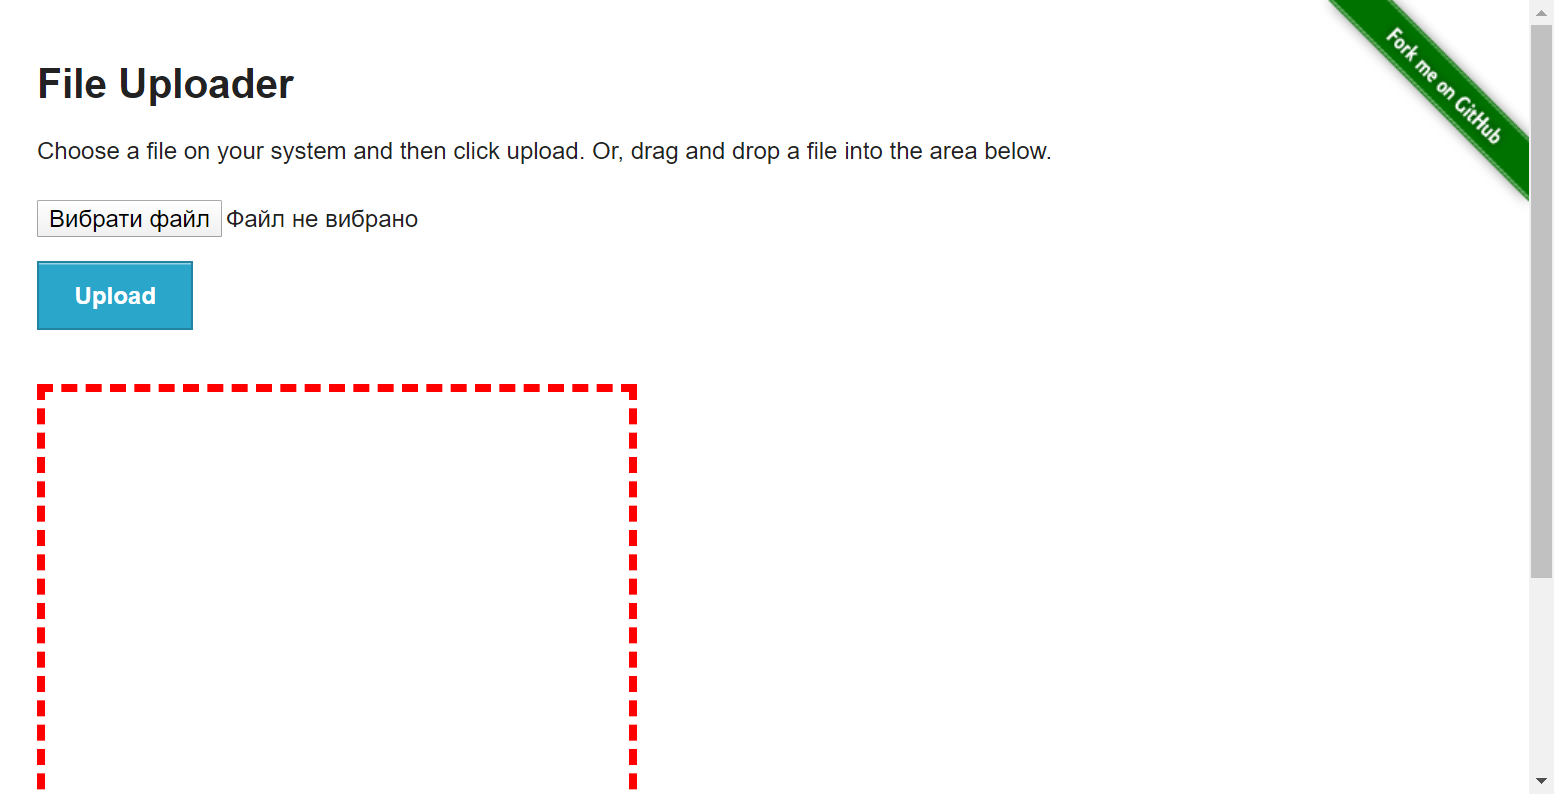 Fork me on GitHub
File Uploader
Choose a file on your system and then click upload. Or, drag and drop a file into the area below.
Вибрати файл Файл не вибрано
Upload